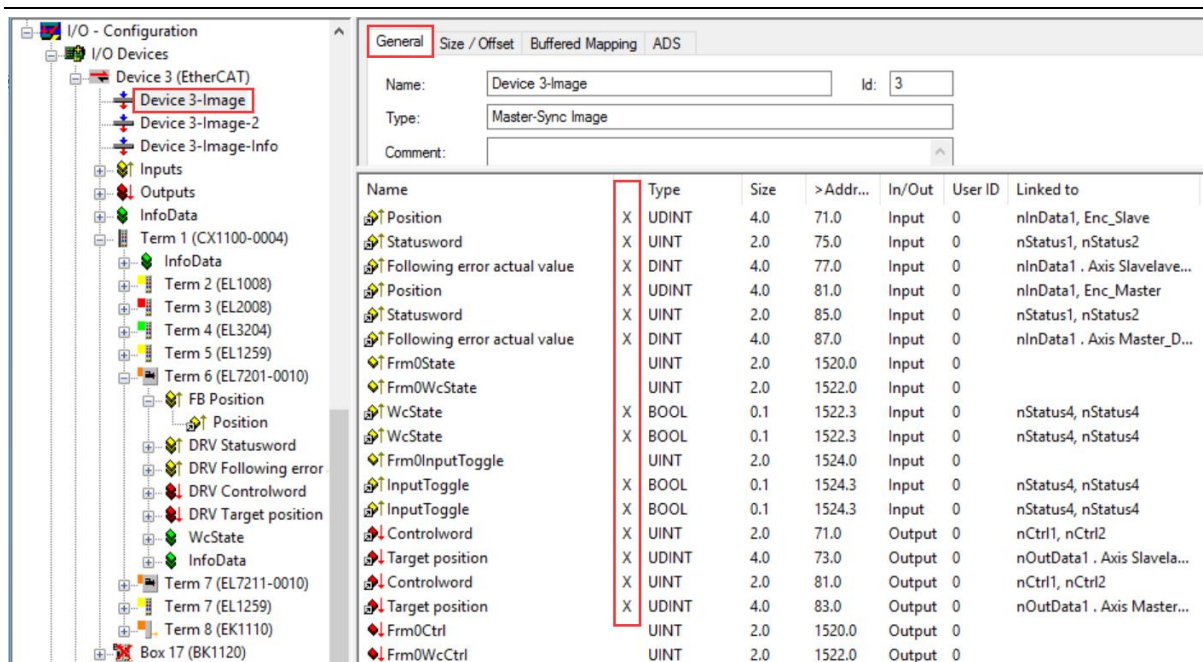 I/O - Configuration
I/O Devices
Device 3 (EtherCAT)
Device 3-Image
Device 3-Image-2
Device 3-Image-Info
Inputs
Outputs
InfoData
Term 1 (CX1100-0004)
InfoData
Term 2 (EL1008)
Term 3 (EL2008)
Term 4 (EL3204)
Term 5 (EL1259)
Term 6 (EL7201-0010)
FB Position
Position
DRV Statusword
DRV Following error
DRV Controlword
DRV Target position
WcState
InfoData
Term 7 (EL7211-0010)
Term 7 (EL1259)
Term 8 (EK1110)
Box 17 (BK1120)
General Size / Offset Buffered Mapping ADS
Name: Device 3-Image Id: 3
Type: Master-Sync Image
Comment:
Name Type Size >Addr... In/Out User ID Linked to
Position X UDINT 4.0 71.0 Input 0 nInData1, Enc_Slave
Statusword X UINT 2.0 75.0 Input 0 nStatus1, nStatus2
Following error actual value X DINT 4.0 77.0 Input 0 nInData1 . Axis Slavelave...
Position X UDINT 4.0 81.0 Input 0 nInData1, Enc_Master
Statusword X UINT 2.0 85.0 Input 0 nStatus1, nStatus2
Following error actual value X DINT 4.0 87.0 Input 0 nInData1 . Axis Master_D...
Frm0State UINT 2.0 1520.0 Input 0
Frm0WcState UINT 2.0 1522.0 Input 0
WcState X BOOL 0.1 1522.3 Input 0 nStatus4, nStatus4
WcState X BOOL 0.1 1522.3 Input 0 nStatus4, nStatus4
Frm0InputToggle UINT 2.0 1524.0 Input 0
InputToggle X BOOL 0.1 1524.3 Input 0 nStatus4, nStatus4
InputToggle X BOOL 0.1 1524.3 Input 0 nStatus4, nStatus4
Controlword X UINT 2.0 71.0 Output 0 nCtrl1, nCtrl2
Target position X UDINT 4.0 73.0 Output 0 nOutData1 . Axis Slavela...
Controlword X UINT 2.0 81.0 Output 0 nCtrl1, nCtrl2
Target position X UDINT 4.0 83.0 Output 0 nOutData1 . Axis Master...
Frm0Ctrl UINT 2.0 1520.0 Output 0
Frm0WcCtrl UINT 2.0 1522.0 Output 0